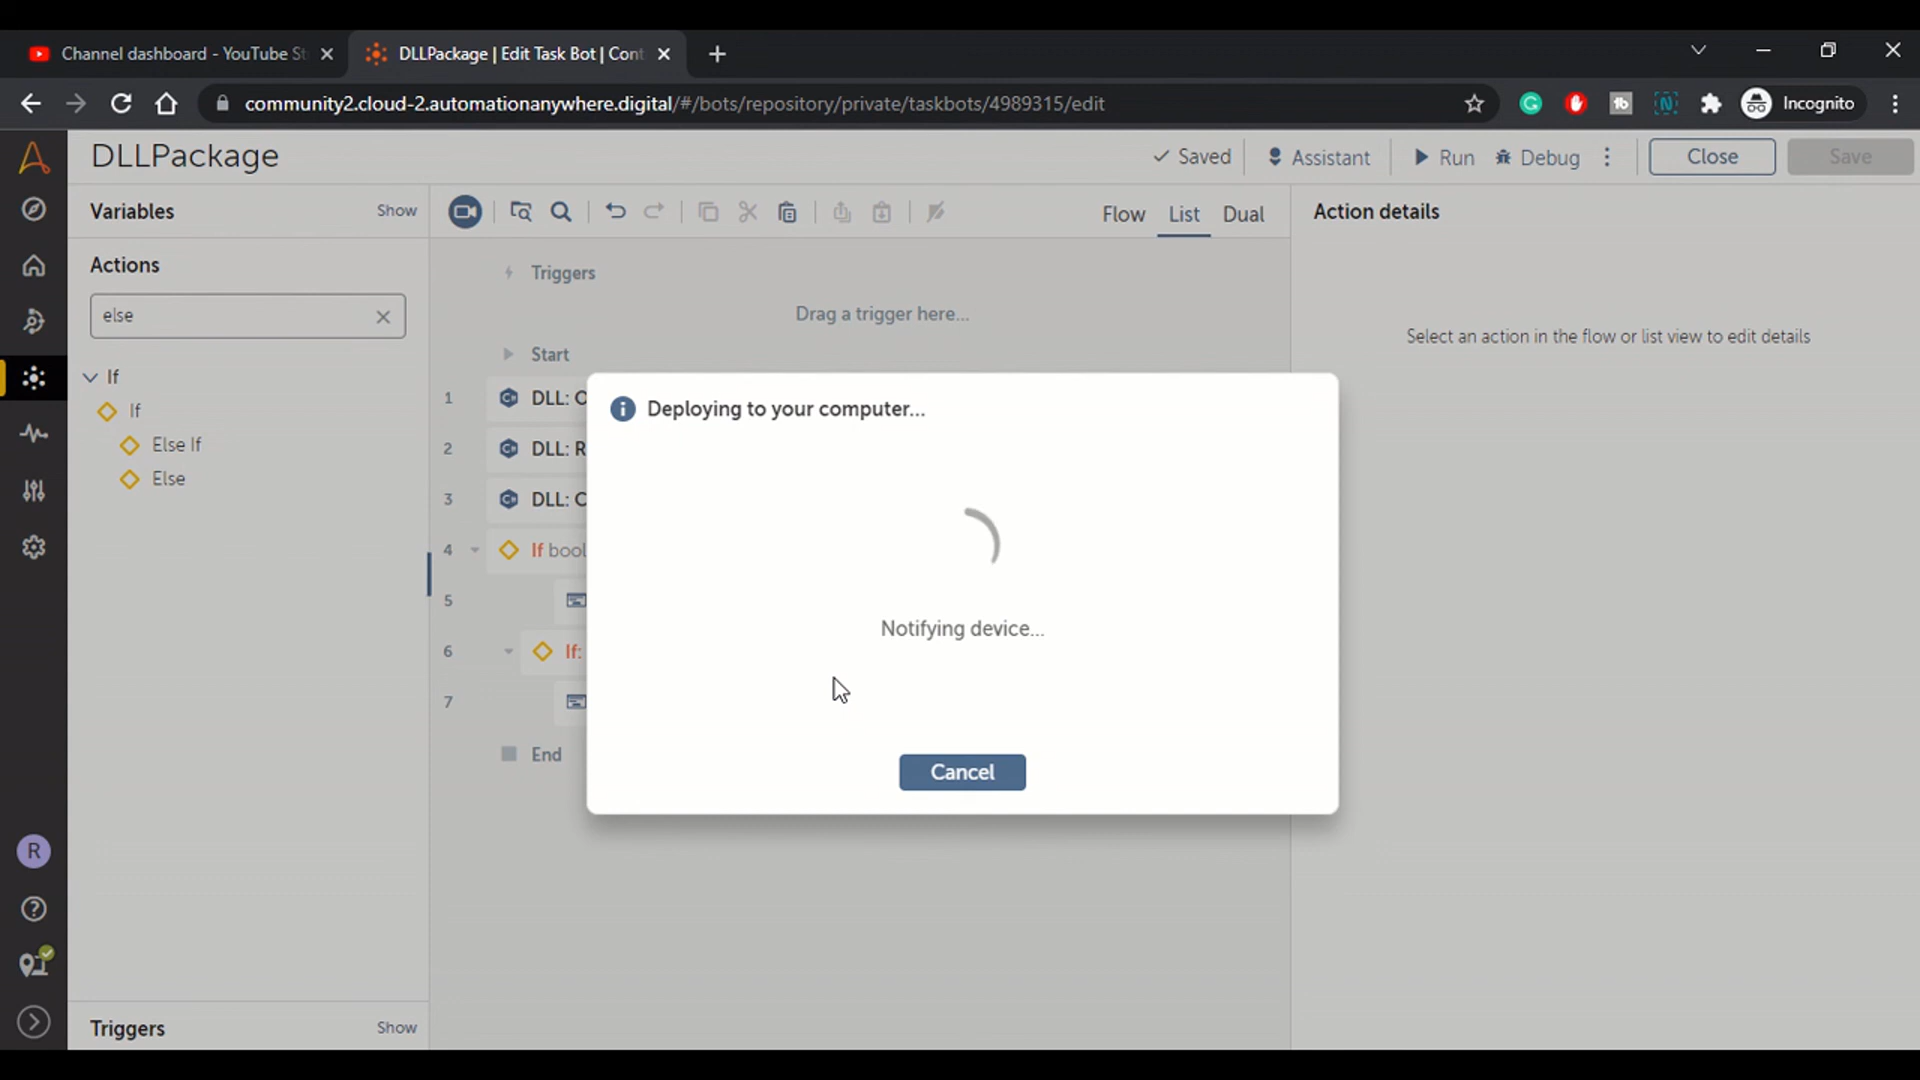 Channel dashboard - YouTube St
DLLPackage | Edit Task Bot | Cont
community2.cloud-2.automationanywhere.digital/#/bots/repository/private/taskbots/4989315/edit
Incognito
DLLPackage
Saved
Assistant
Run
Debug
Close
Save
Variables
Show
Flow
List
Dual
Action details
Actions
else
Triggers
Drag a trigger here...
Select an action in the flow or list view to edit details
Start
If
If
Else If
Else
1
DLL: O
2
DLL: R
3
DLL: C
4
If bool
5
6
If:
7
End
Deploying to your computer...
Notifying device...
Cancel
R
Triggers
Show